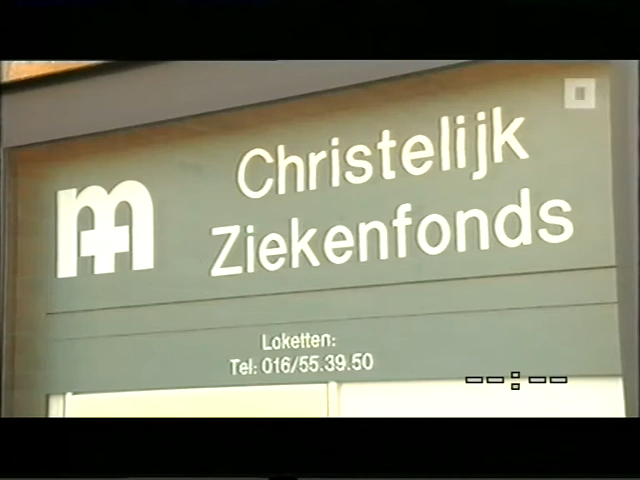 Christelijk
Ziekenfonds
Loketten:
Tel: 016/55.39.50
--:--